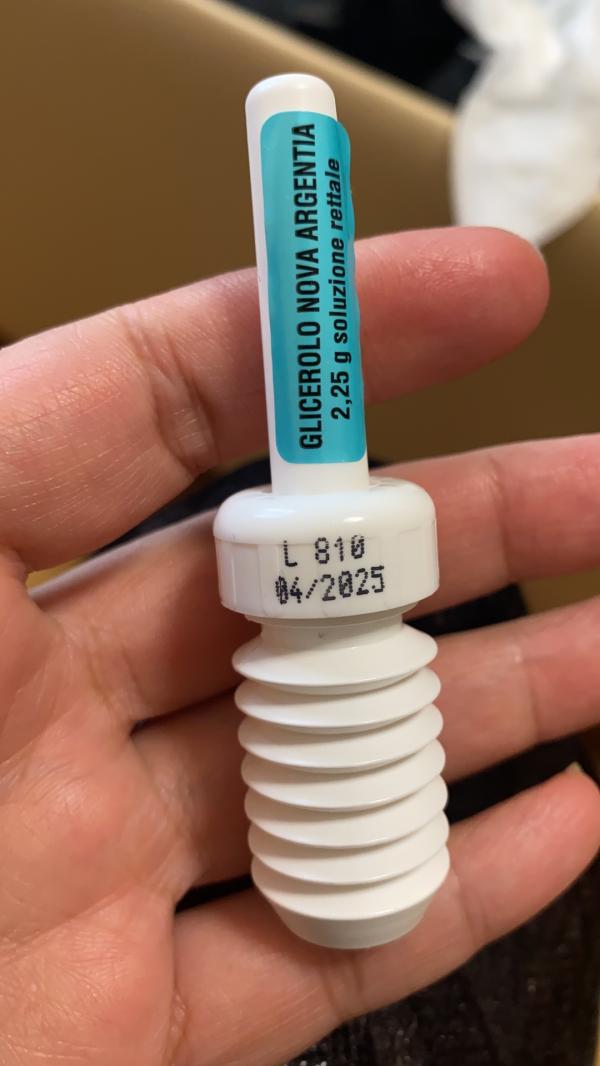 GLICEROLO NOVA ARGENTIA
2,25 g soluzione rettale
L 810
04/2025